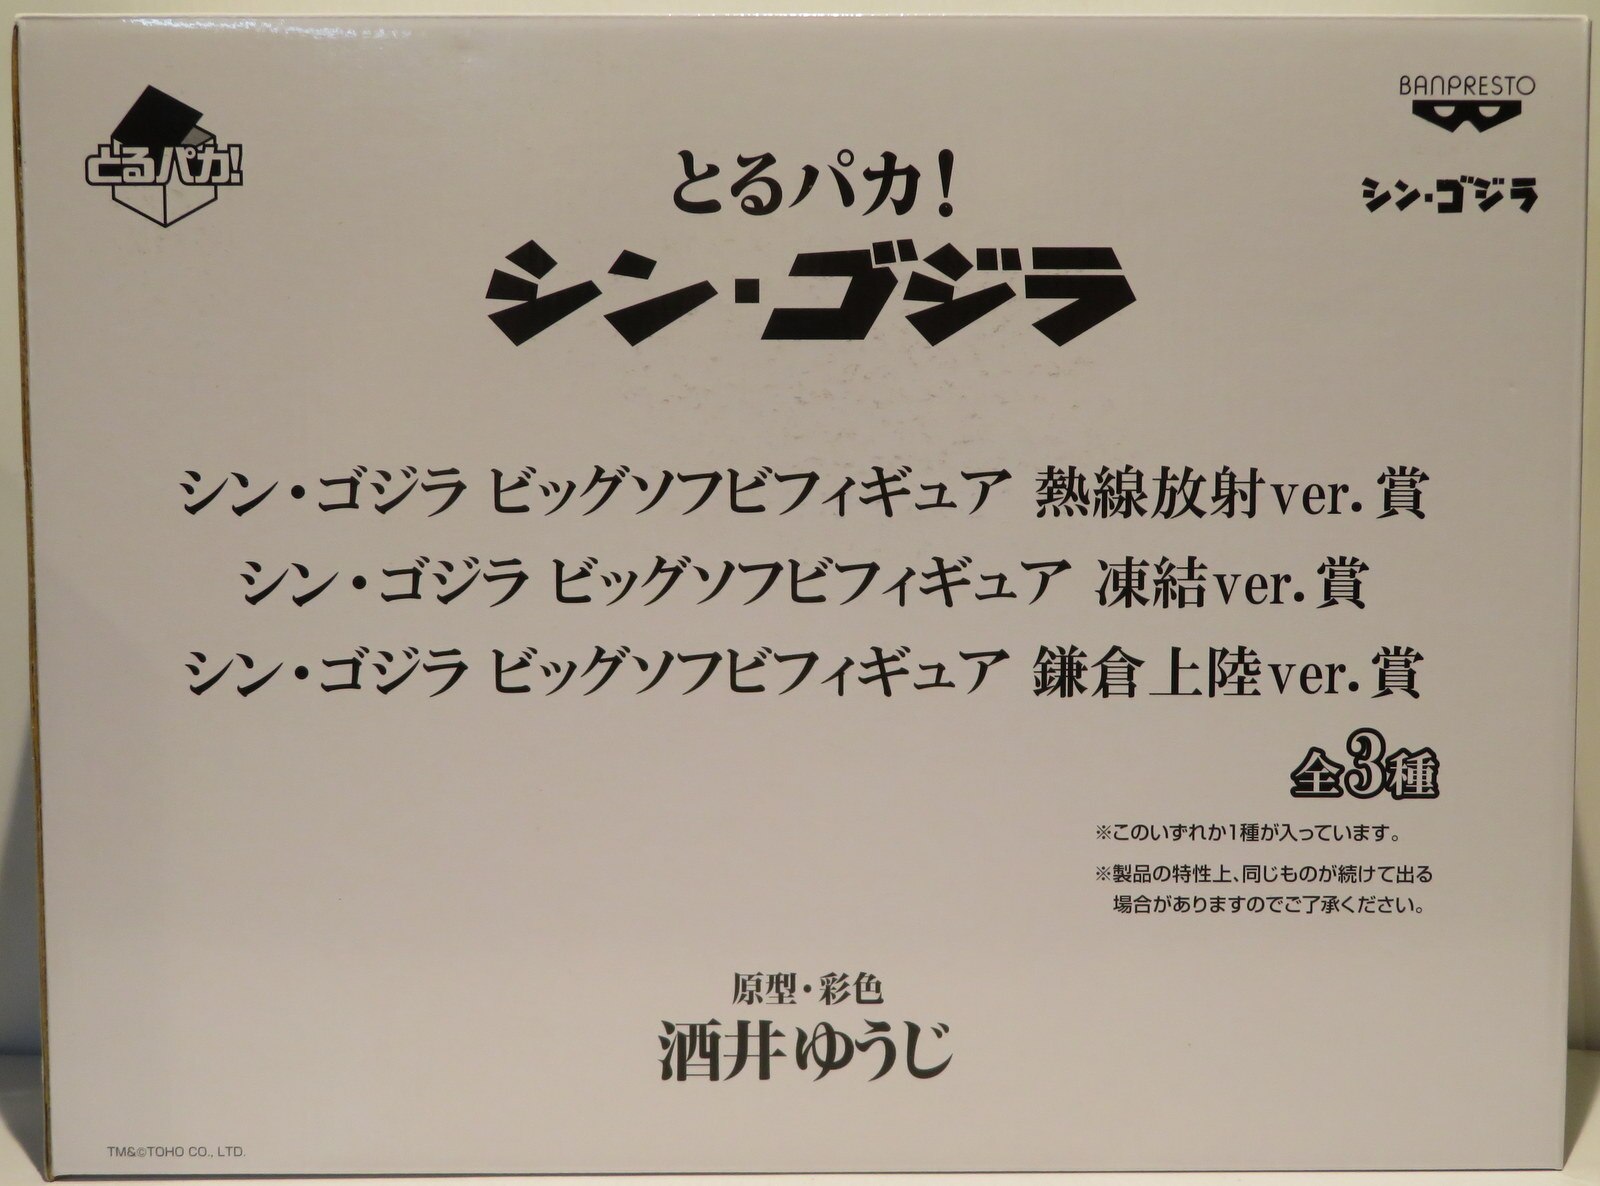 とるパカ!
BANPRESTO
シン・ゴジラ
とるパカ!
シン・ゴジラ
シン・ゴジラ ビッグソフビフィギュア 熱線放射ver.賞
シン・ゴジラ ビッグソフビフィギュア 凍結ver.賞
シン・ゴジラ ビッグソフビフィギュア 鎌倉上陸ver.賞
全3種
※このいずれか1種が入っています。
※製品の特性上、同じものが続けて出る
場合がありますのでご了承ください。
原型・彩色
酒井ゆうじ
TM&©TOHO CO., LTD.